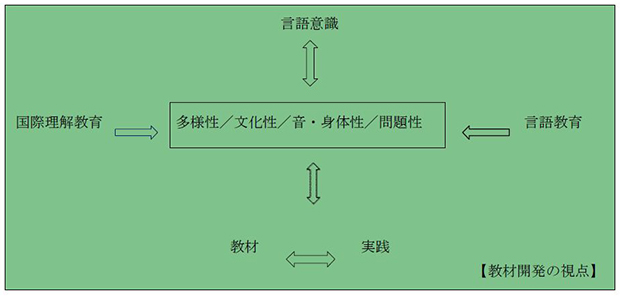 言語意識
国際理解教育
多様性／文化性／音・身体性／問題性
言語教育
教材
実践
【教材開発の視点】